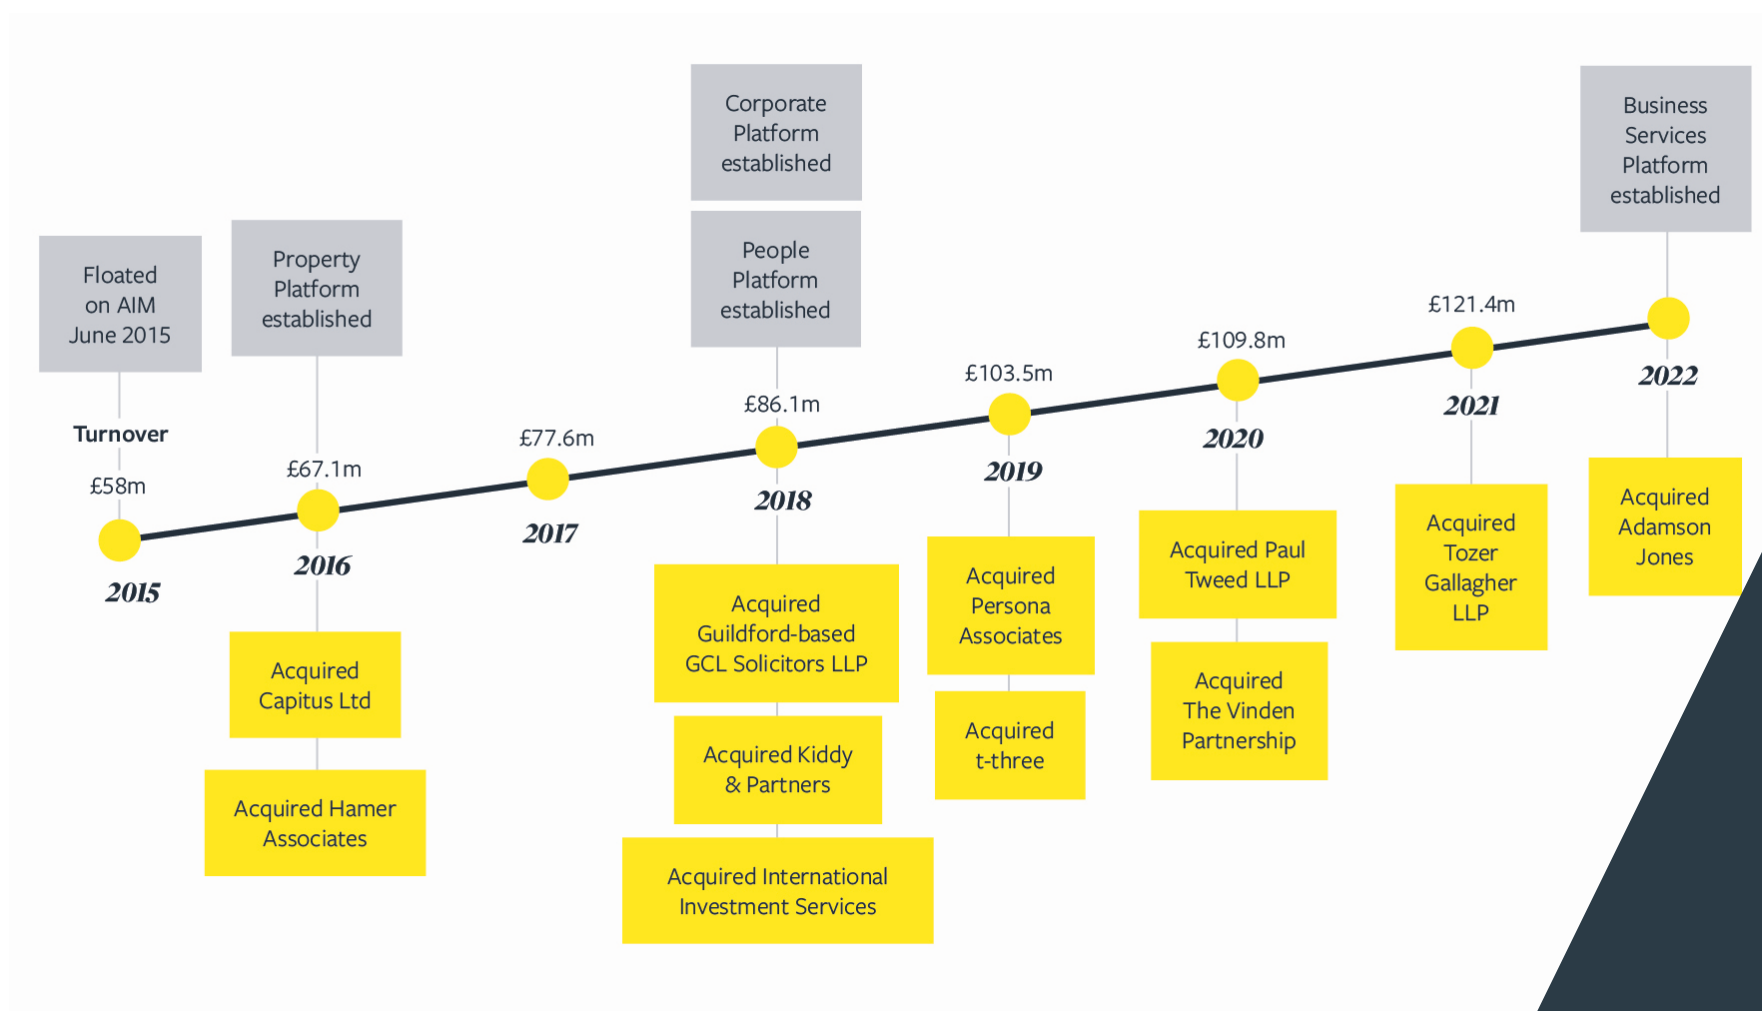 Floated
on AIM
June 2015
Turnover
£58m
2015
Property
Platform
established
£67.1m
2016
Acquired
Capitus Ltd
Acquired Hamer
Associates
£77.6m
2017
Corporate
Platform
established
People
Platform
established
£86.1m
2018
Acquired
Guildford-based
GCL Solicitors LLP
Acquired Kiddy
& Partners
Acquired International
Investment Services
£103.5m
2019
Acquired
Persona
Associates
Acquired
t-three
£109.8m
2020
Acquired Paul
Tweed LLP
Acquired
The Vinden
Partnership
£121.4m
2021
Acquired
Tozer
Gallagher
LLP
Business
Services
Platform
established
2022
Acquired
Adamson
Jones